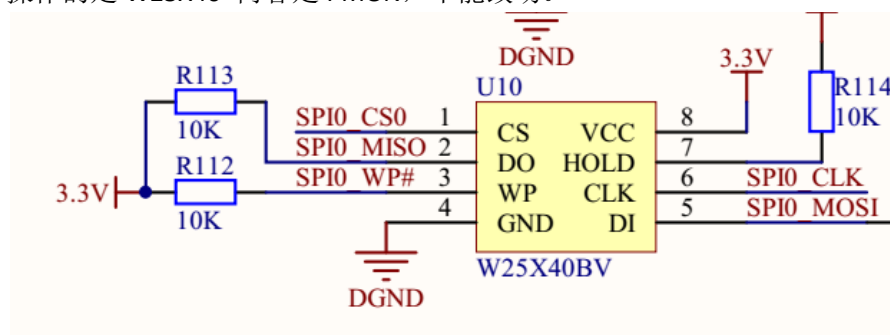 DGND
3.3V
R113
U10
R114
10K
SPI0_CS0
1
CS
VCC
8
10K
SPI0_MISO
2
DO
HOLD
7
R112
SPI0_WP#
3
WP
CLK
6
SPI0_CLK
3.3V
10K
4
GND
DI
5
SPI0_MOSI
W25X40BV
DGND